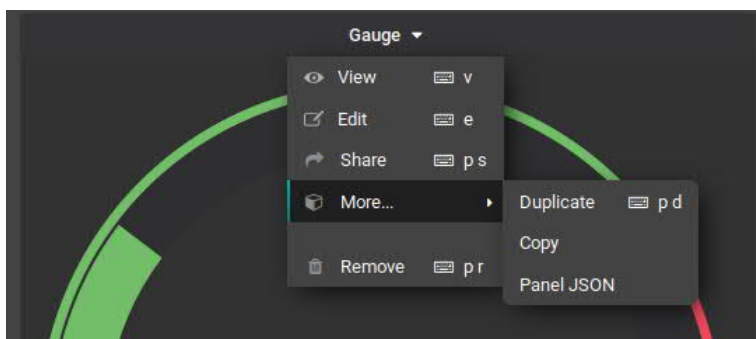 Gauge
View v
Edit e
Share p s
More...
Duplicate p d
Copy
Panel JSON
Remove p r